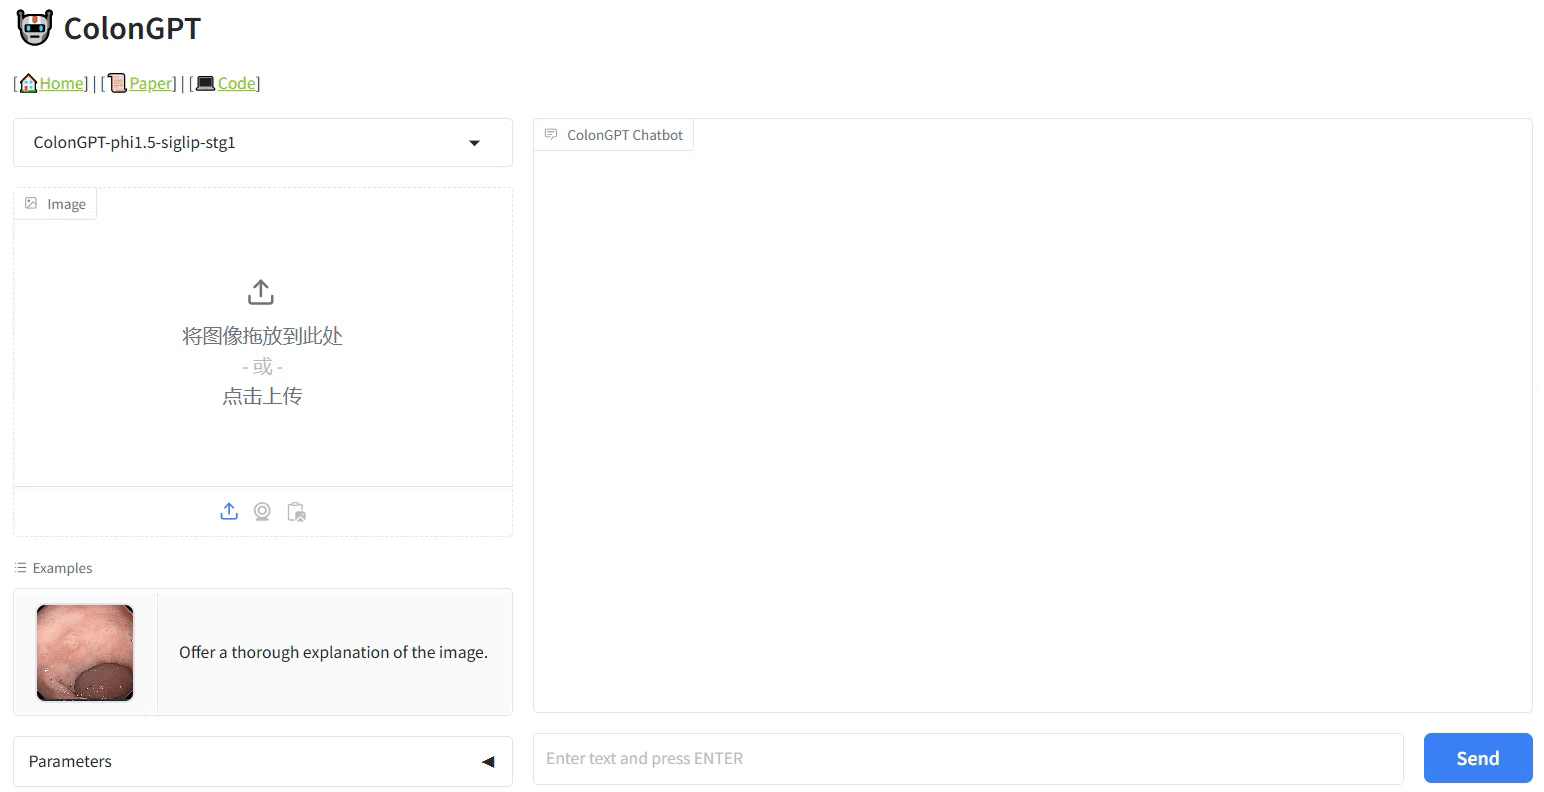 ColonGPT
[🏠Home] | [📜Paper] | [💻Code]
ColonGPT-phi1.5-siglip-stg1
Image
将图像拖放到此处
- 或 -
点击上传
Examples
Offer a thorough explanation of the image.
Parameters
ColonGPT Chatbot
Enter text and press ENTER
Send